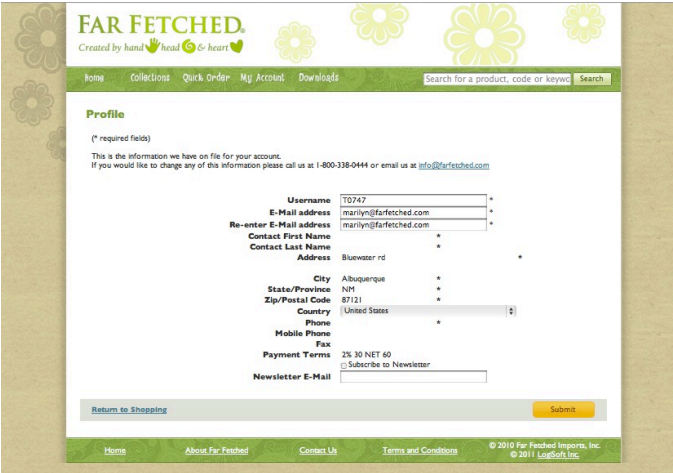 FAR FETCHED®
Created by hand head & heart
Home Collections Quick Order My Account Downloads Search for a product, code or keywc Search
Profile
(* required fields)
This is the information we have on file for your account.
If you would like to change any of this information please call us at 1-800-338-0444 or email us at info@farfetched.com
Username T0747 *
E-Mail address marilyn@farfetched.com *
Re-enter E-Mail address marilyn@farfetched.com *
Contact First Name *
Contact Last Name *
Address Bluewater rd *
City Albuquerque *
State/Province NM *
Zip/Postal Code 87121 *
Country United States
Phone *
Mobile Phone
Fax
Payment Terms 2% 30 NET 60
Subscribe to Newsletter
Newsletter E-Mail
Return to Shopping Submit
Home About Far Fetched Contact Us Terms and Conditions © 2010 Far Fetched Imports, Inc.
© 2011 LogiSoft Inc.